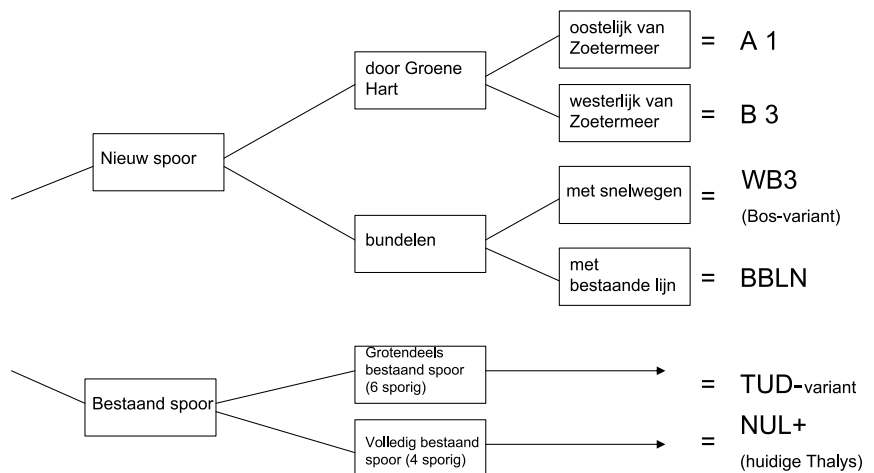 oostelijk van
Zoetermeer
= A 1
door Groene
Hart
westerlijk van
Zoetermeer
= B 3
Nieuw spoor
met snelwegen
= WB3
(Bos-variant)
bundelen
met
bestaande lijn
= BBLN
Grotendeels
bestaand spoor
(6 sporig)
= TUD-variant
Bestaand spoor
Volledig bestaand
spoor (4 sporig)
= NUL+
(huidige Thalys)